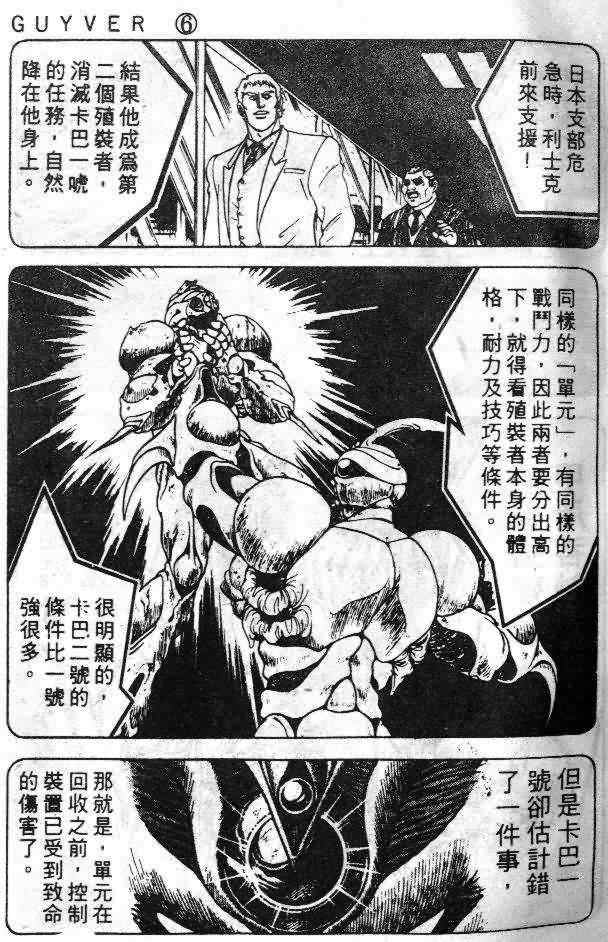 GUYVER ⑥
日本支部危
急時，利士克
前來支援！
結果他成爲第
二個殖裝者，
消滅卡巴一號
的任務，自然
降在他身上。
同樣的「單元」，有同樣的
戰鬥力，因此兩者要分出高
下，就得看殖裝者本身的體
格，耐力及技巧等條件。
很明顯的，
卡巴二號的
條件比一號
強很多。
但是卡巴一
號卻估計錯
了一件事，
那就是，單元在
回收之前，控制
裝置已受到致命
的傷害了。